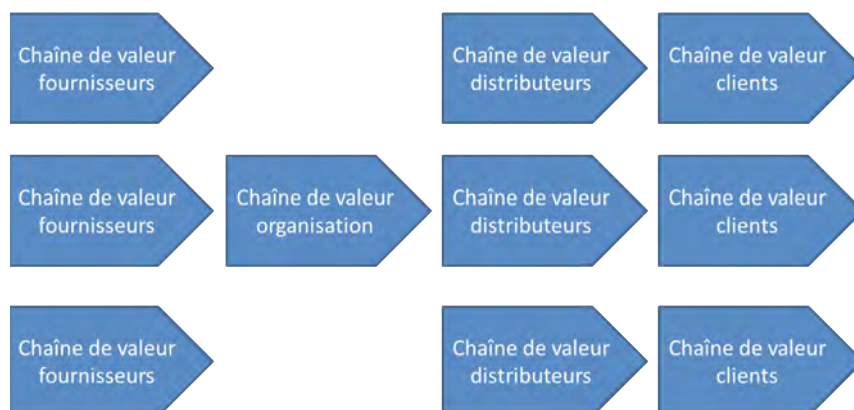 Chaîne de valeur
fournisseurs
Chaîne de valeur
distributeurs
Chaîne de valeur
clients
Chaîne de valeur
fournisseurs
Chaîne de valeur
organisation
Chaîne de valeur
distributeurs
Chaîne de valeur
clients
Chaîne de valeur
fournisseurs
Chaîne de valeur
distributeurs
Chaîne de valeur
clients